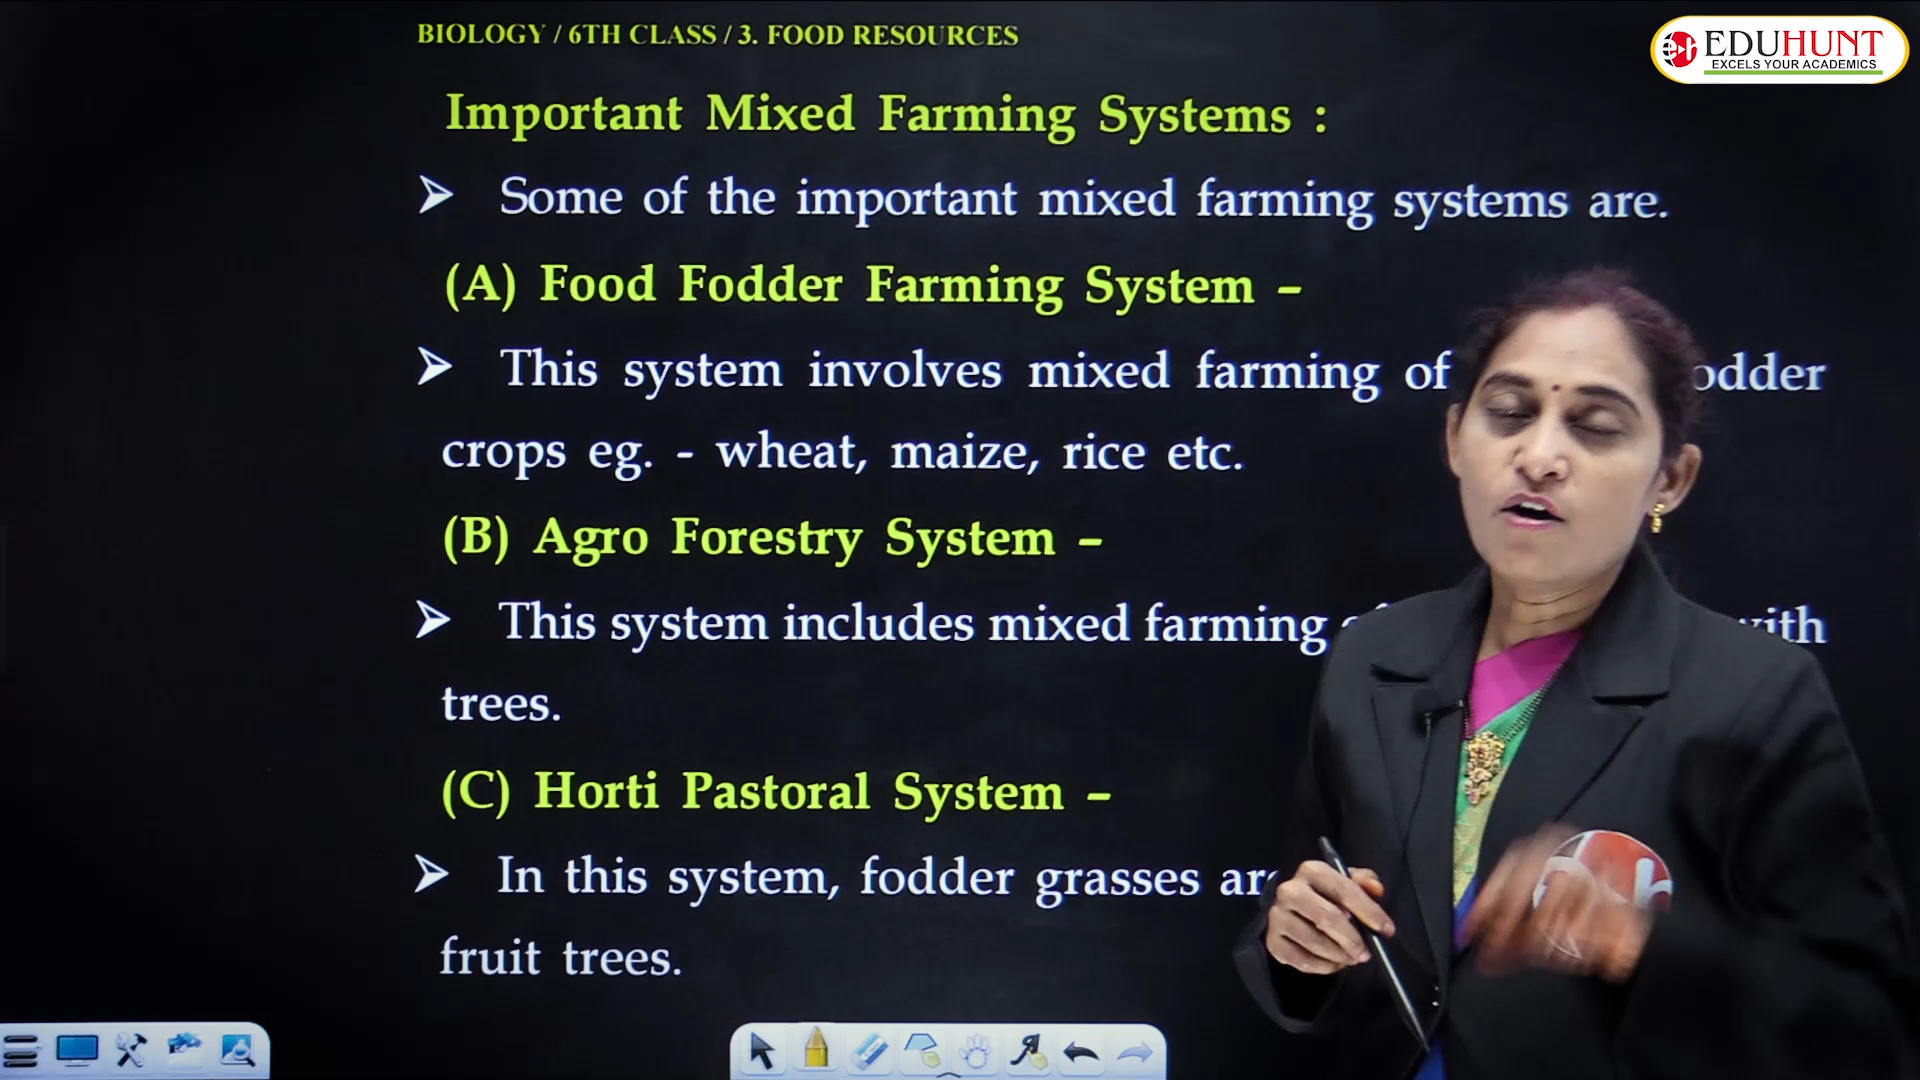 BIOLOGY / 6TH CLASS / 3. FOOD RESOURCES
EDUHUNT
EXCELS YOUR ACADEMICS
Important Mixed Farming Systems :
➤ Some of the important mixed farming systems are.
(A) Food Fodder Farming System –
➤ This system involves mixed farming of odder
crops eg. - wheat, maize, rice etc.
(B) Agro Forestry System –
➤ This system includes mixed farming with
trees.
(C) Horti Pastoral System –
➤ In this system, fodder grasses are
fruit trees.